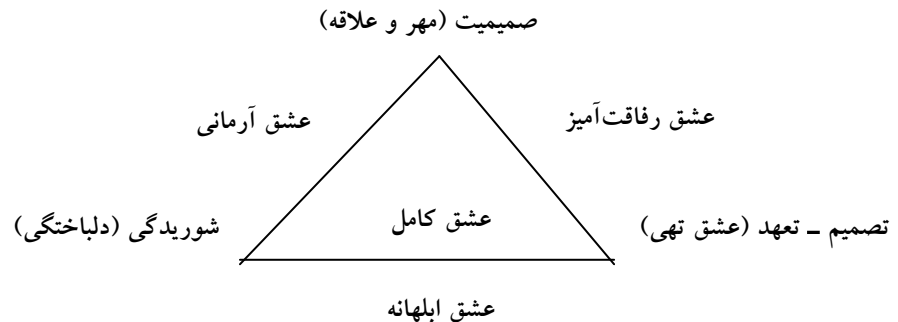 صمیمیت (مهر و علاقه)
عشق رفاقت‌آمیز
عشق آرمانی
تصمیم ـ تعهد (عشق تهی)
عشق کامل
شوریدگی (دلباختگی)
عشق ابلهانه